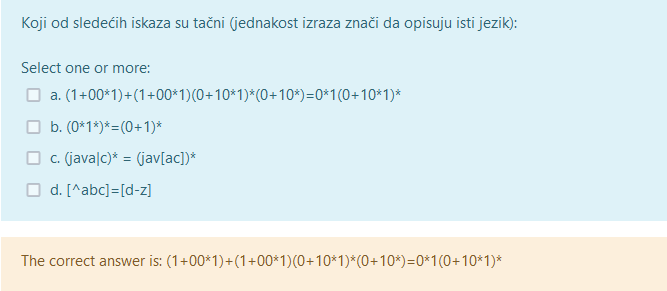 Koji od sledećih iskaza su tačni (jednakost izraza znači da opisuju isti jezik):
Select one or more:
a. (1+00*1)+(1+00*1)(0+10*1)*(0+10*)=0*1(0+10*1)*
b. (0*1*)*=(0+1)*
c. (java|c)* = (jav[ac])*
d. [^abc]=[d-z]
The correct answer is: (1+00*1)+(1+00*1)(0+10*1)*(0+10*)=0*1(0+10*1)*